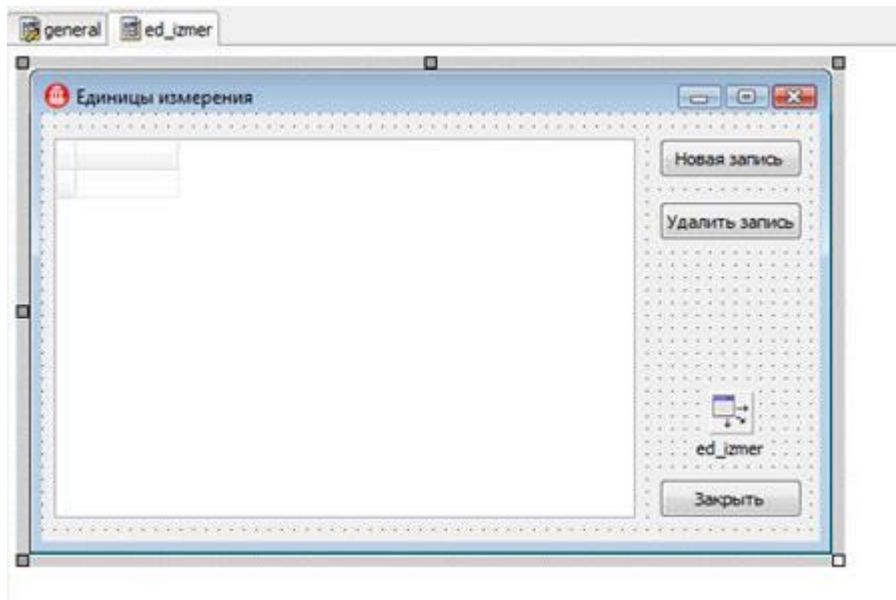 general ed_izmer
Единицы измерения
Новая запись
Удалить запись
ed_izmer
Закрыть